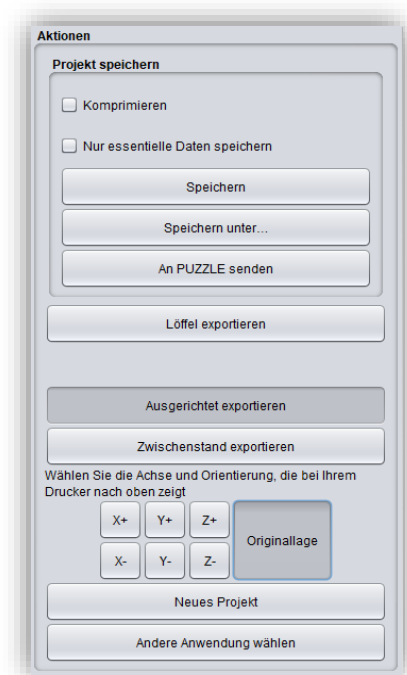 Aktionen
Projekt speichern
Komprimieren
Nur essentielle Daten speichern
Speichern
Speichern unter...
An PUZZLE senden
Löffel exportieren
Ausgerichtet exportieren
Zwischenstand exportieren
Wählen Sie die Achse und Orientierung, die bei Ihrem
Drucker nach oben zeigt
X+ Y+ Z+
Originallage
X- Y- Z-
Neues Projekt
Andere Anwendung wählen